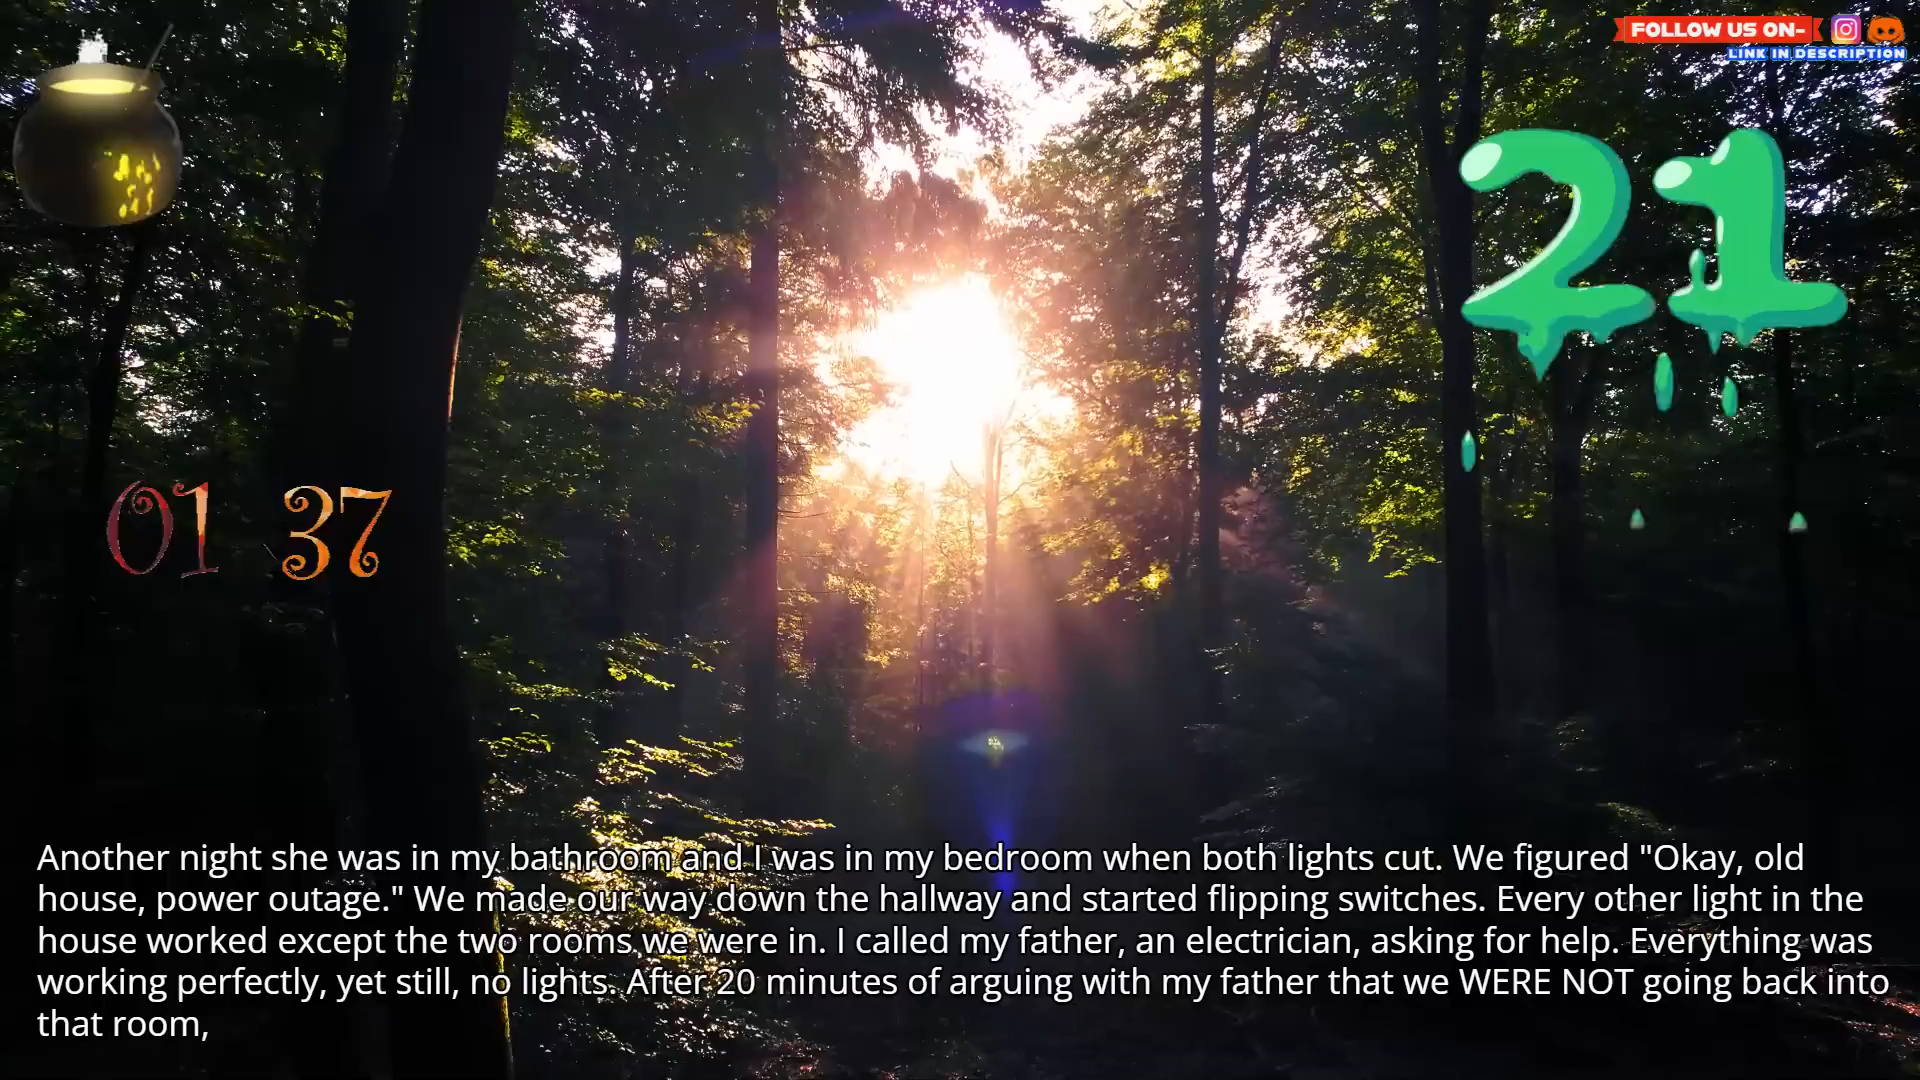 FOLLOW US ON-
LINK IN DESCRIPTION
21
01 37
Another night she was in my bathroom and I was in my bedroom when both lights cut. We figured "Okay, old
house, power outage." We made our way down the hallway and started flipping switches. Every other light in the
house worked except the two rooms we were in. I called my father, an electrician, asking for help. Everything was
working perfectly, yet still, no lights. After 20 minutes of arguing with my father that we WERE NOT going back into
that room,